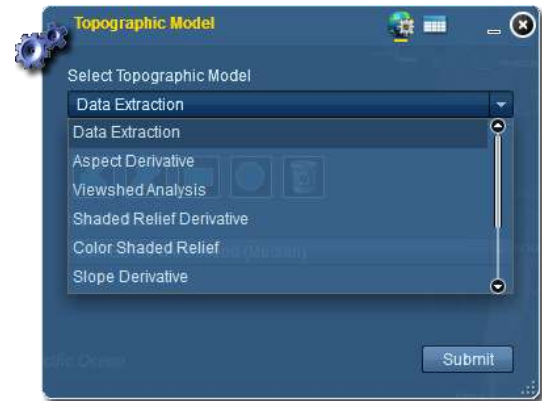 Topographic Model
Select Topographic Model
Data Extraction
Data Extraction
Aspect Derivative
Viewshed Analysis
Shaded Relief Derivative
Color Shaded Relief
Slope Derivative
Submit
Ocean